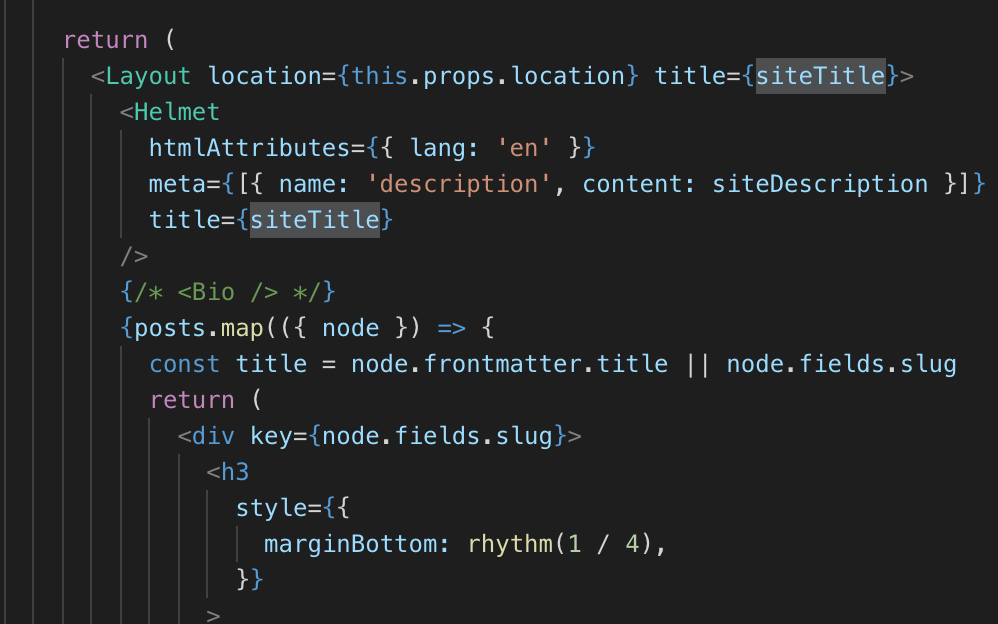 return (
<Layout location={this.props.location} title={siteTitle}>
<Helmet
htmlAttributes={{ lang: 'en' }}
meta={[{ name: 'description', content: siteDescription }]}
title={siteTitle}
/>
{/* <Bio /> */}
{posts.map(({ node }) => {
const title = node.frontmatter.title || node.fields.slug
return (
<div key={node.fields.slug}>
<h3
style={{
marginBottom: rhythm(1 / 4),
}}
>